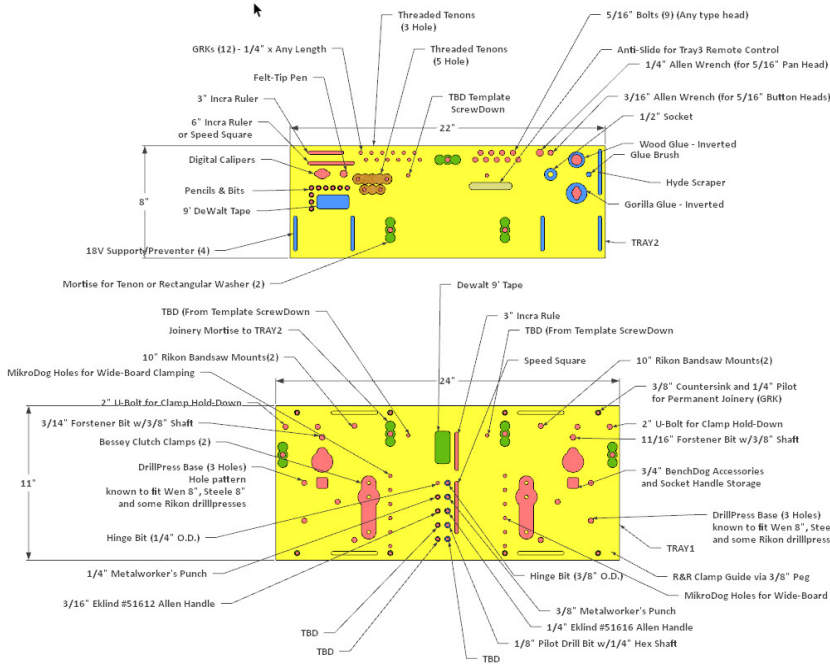 Threaded Tenons
(3 Hole)
5/16" Bolts (9) (Any type head)
GRKs (12) - 1/4" x Any Length
Threaded Tenons
(5 Hole)
Anti-Slide for Tray3 Remote Control
1/4" Allen Wrench (for 5/16" Pan Head)
Felt-Tip Pen
3" Incra Ruler
TBD Template
ScrewDown
3/16" Allen Wrench (for 5/16" Button Heads)
1/2" Socket
6" Incra Ruler
or Speed Square
22"
Wood Glue - Inverted
Glue Brush
Digital Calipers
Hyde Scraper
Pencils & Bits
8"
9' DeWalt Tape
Gorilla Glue - Inverted
18V Support/Preventer (4)
TRAY2
Mortise for Tenon or Rectangular Washer (2)
Dewalt 9' Tape
TBD (From Template ScrewDown
3" Incra Rule
Joinery Mortise to TRAY2
TBD (From Template ScrewDown
10" Rikon Bandsaw Mounts(2)
Speed Square
10" Rikon Bandsaw Mounts(2)
MikroDog Holes for Wide-Board Clamping
24"
3/8" Countersink and 1/4" Pilot
for Permanent Joinery (GRK)
2" U-Bolt for Clamp Hold-Down
2" U-Bolt for Clamp Hold-Down
3/14" Forstener Bit w/3/8" Shaft
11/16" Forstener Bit w/3/8" Shaft
Bessey Clutch Clamps (2)
DrillPress Base (3 Holes)
Hole pattern
known to fit Wen 8", Steele 8"
and some Rikon drilllpresses
3/4" BenchDog Accessories
and Socket Handle Storage
11"
DrillPress Base (3 Holes)
known to fit Wen 8", Stee
and some Rikon drilllpress
Hinge Bit (1/4" O.D.)
TRAY1
1/4" Metalworker's Punch
Hinge Bit (3/8" O.D.)
R&R Clamp Guide via 3/8" Peg
MikroDog Holes for Wide-Board
3/16" Eklind #51612 Allen Handle
3/8" Metalworker's Punch
1/4" Eklind #51616 Allen Handle
TBD
1/8" Pilot Drill Bit w/1/4" Hex Shaft
TBD
TBD